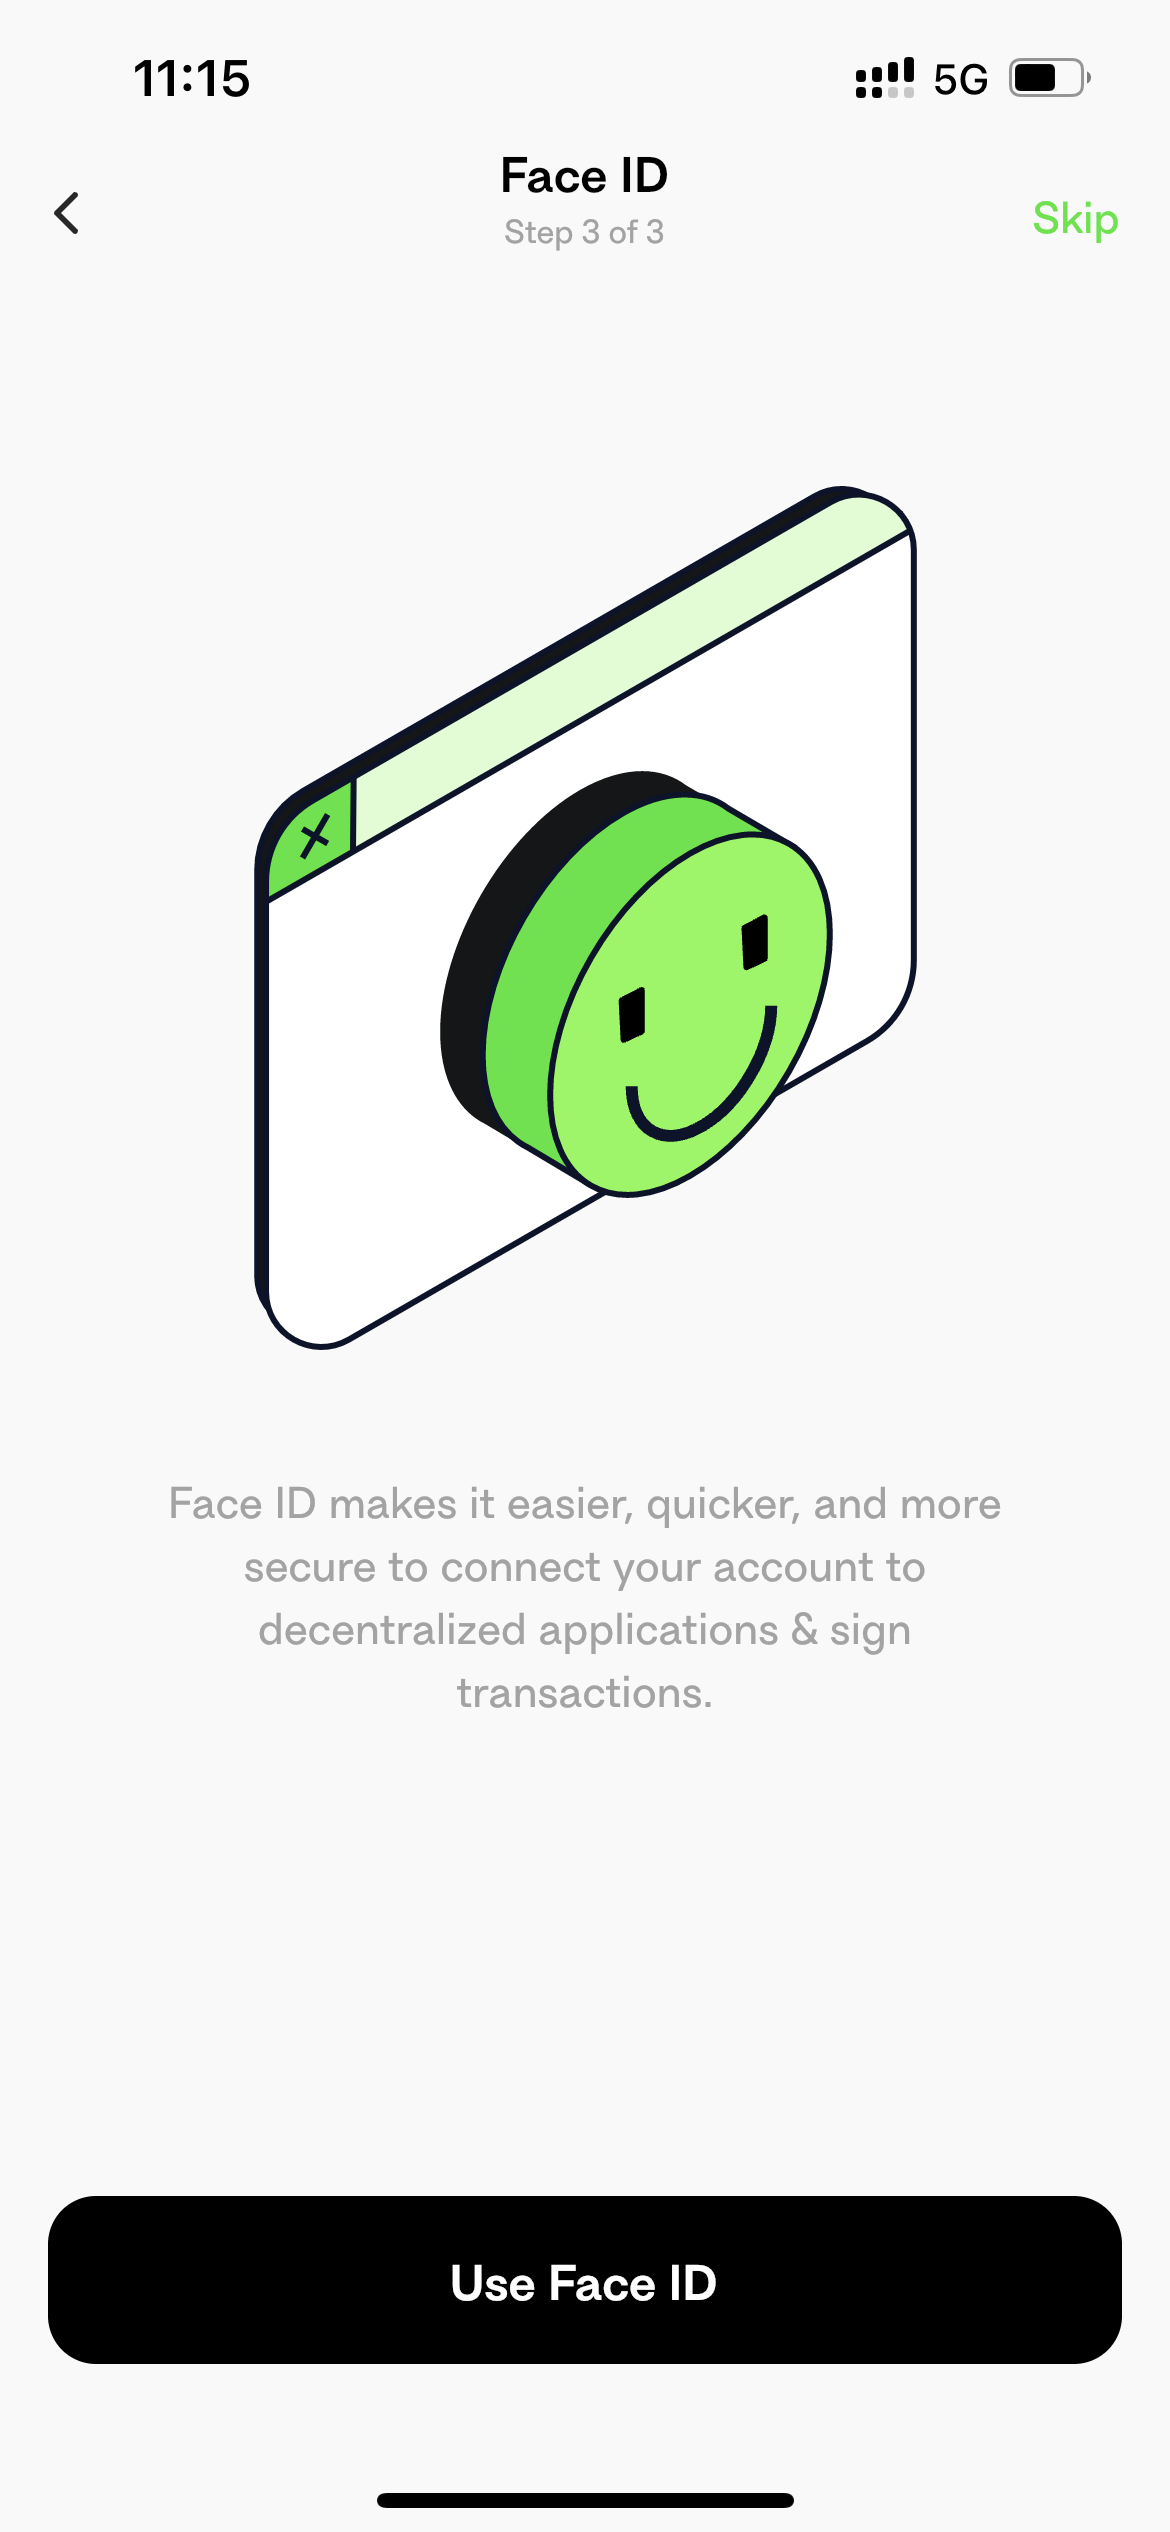 11:15
5G
Face ID
Step 3 of 3
Skip
Face ID makes it easier, quicker, and more
secure to connect your account to
decentralized applications & sign
transactions.
Use Face ID